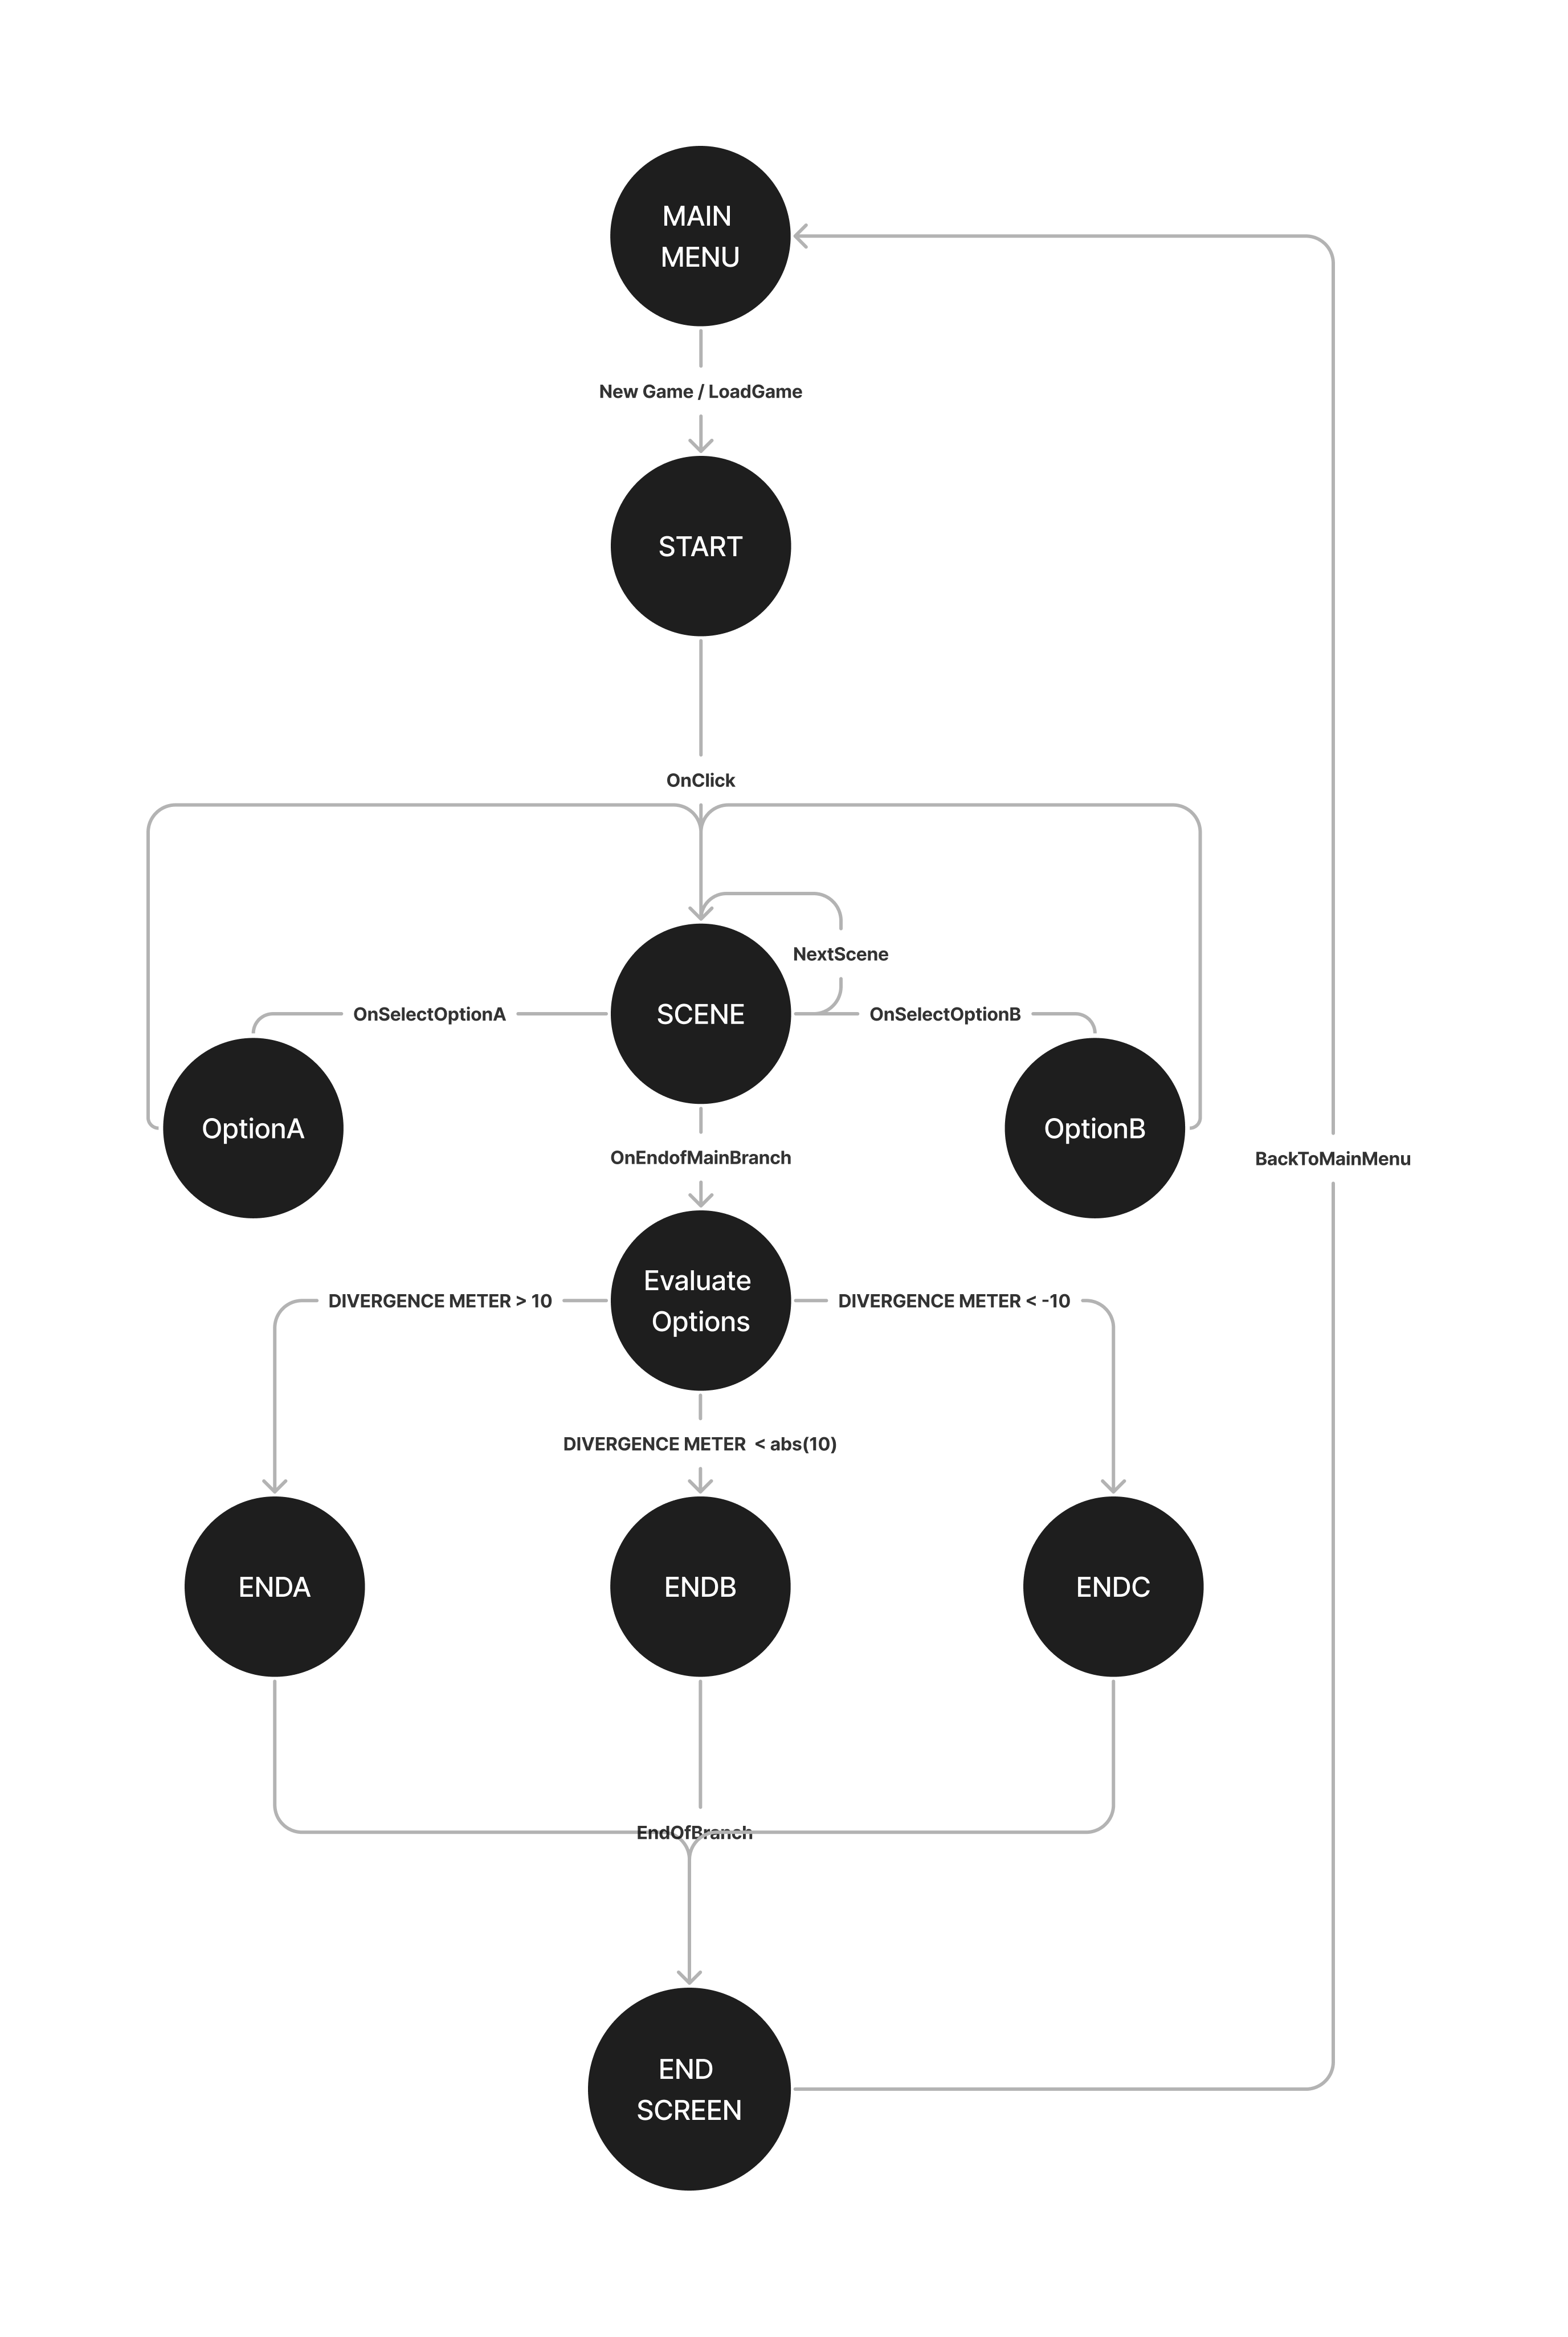 MAIN
MENU
New Game / LoadGame
START
OnClick
NextScene
OnSelectOptionA
SCENE
OnSelectOptionB
OptionA
OptionB
OnEndofMainBranch
BackToMainMenu
Evaluate
Options
DIVERGENCE METER > 10
DIVERGENCE METER < -10
DIVERGENCE METER < abs(10)
ENDA
ENDB
ENDC
EndOfBranch
END
SCREEN